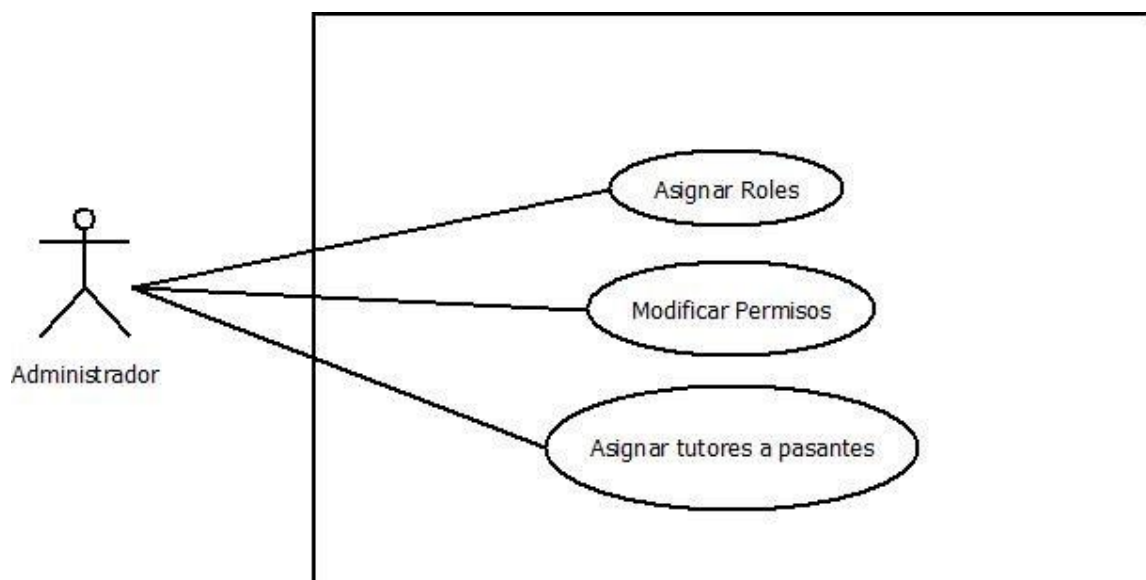 Asignar Roles
Modificar Permisos
Administrador
Asignar tutores a pasantes